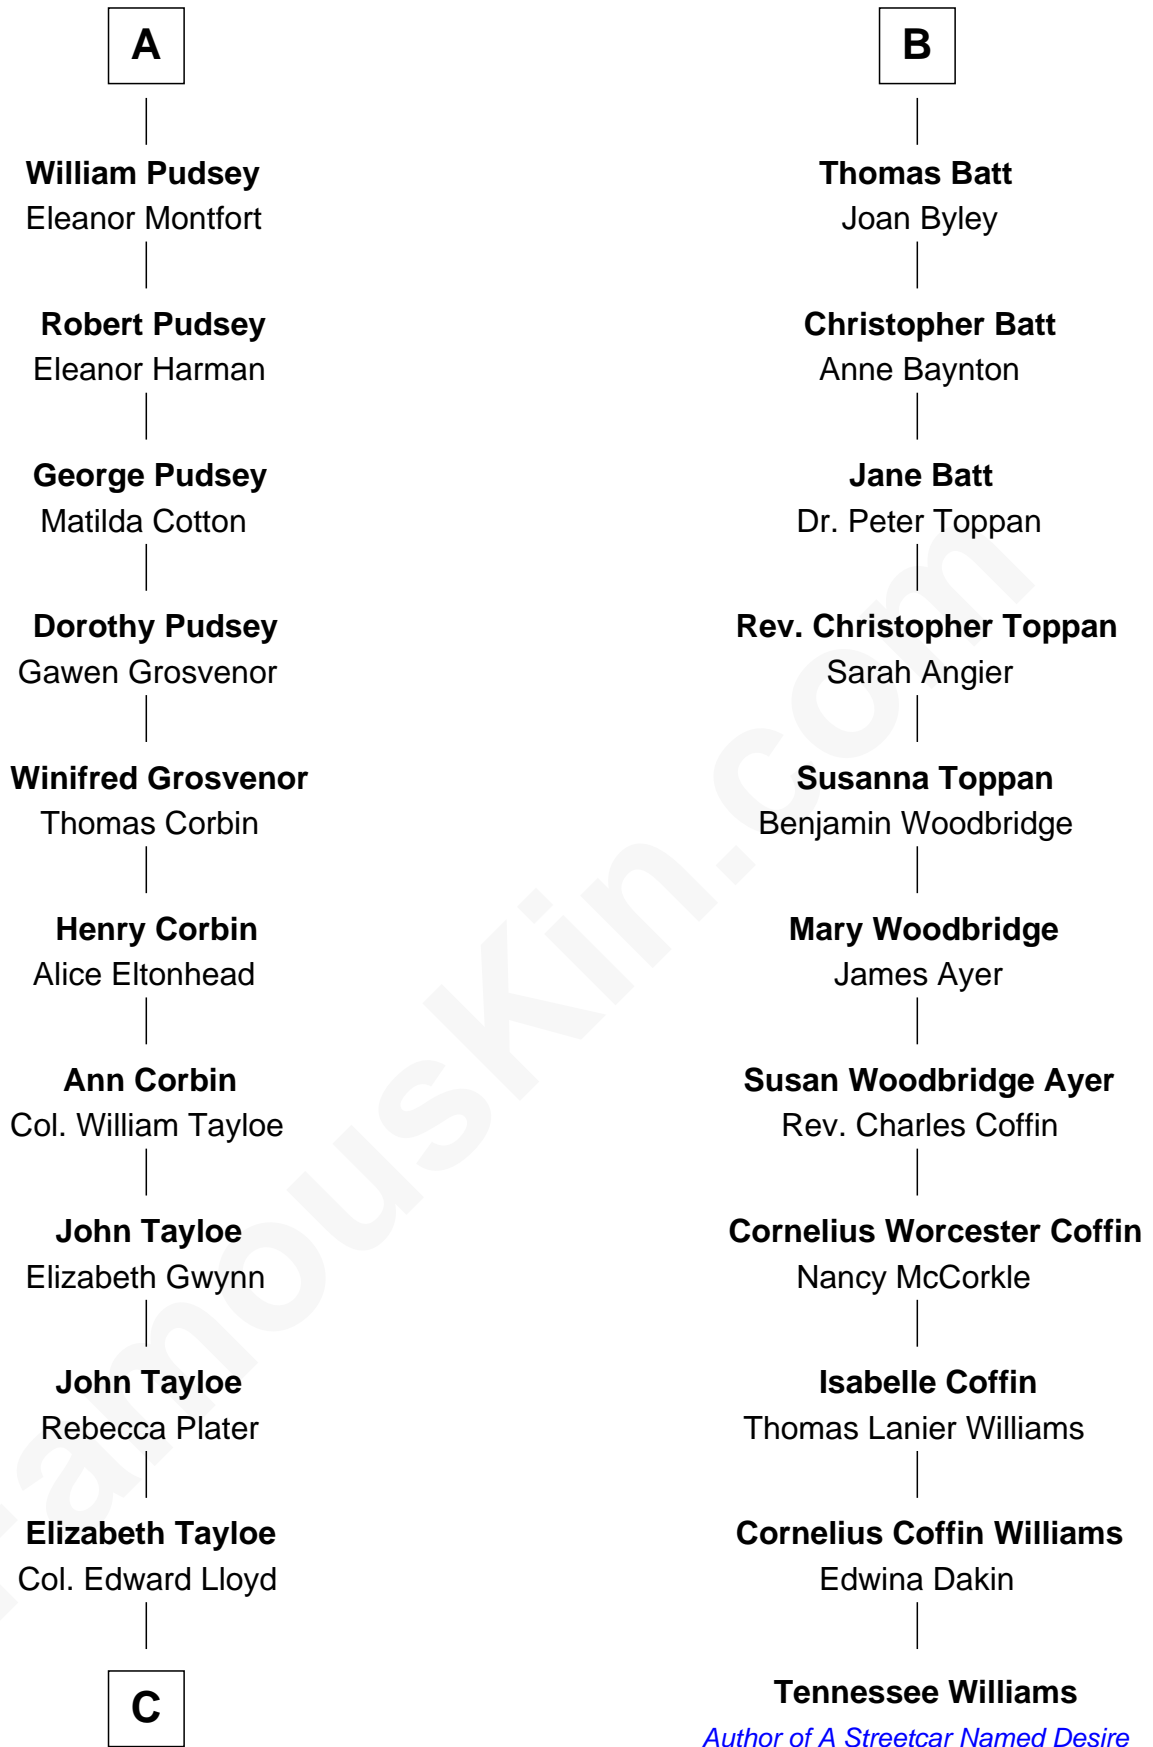 A
William Pudsey
Eleanor Montfort
Robert Pudsey
Eleanor Harman
George Pudsey
Matilda Cotton
Dorothy Pudsey
Gawen Grosvenor
Winifred Grosvenor
Thomas Corbin
Henry Corbin
Alice Eltonhead
Ann Corbin
Col. William Tayloe
John Tayloe
Elizabeth Gwynn
John Tayloe
Rebecca Plater
Elizabeth Tayloe
Col. Edward Lloyd
C
B
Thomas Batt
Joan Byley
Christopher Batt
Anne Baynton
Jane Batt
Dr. Peter Toppan
Rev. Christopher Toppan
Sarah Angier
Susanna Toppan
Benjamin Woodbridge
Mary Woodbridge
James Ayer
Susan Woodbridge Ayer
Rev. Charles Coffin
Cornelius Worcester Coffin
Nancy McCorkle
Isabelle Coffin
Thomas Lanier Williams
Cornelius Coffin Williams
Edwina Dakin
Tennessee Williams
Author of A Streetcar Named Desire
FamousKin.com